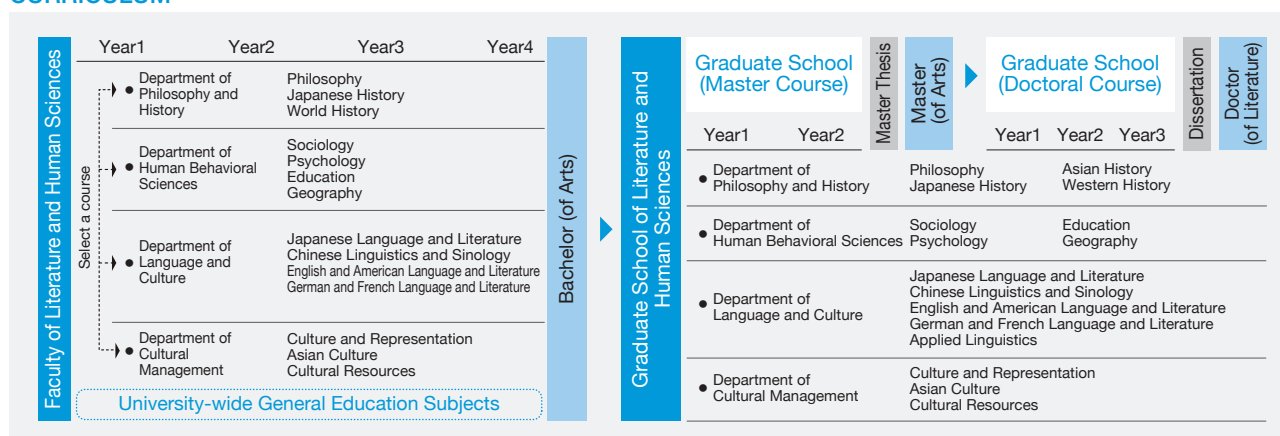 CURRICULUM
Faculty of Literature and Human Sciences
Year1 Year2 Year3 Year4
Select a course
Department of
Philosophy and
History
Philosophy
Japanese History
World History
Department of
Human Behavioral
Sciences
Sociology
Psychology
Education
Geography
Department of
Language and
Culture
Japanese Language and Literature
Chinese Linguistics and Sinology
English and American Language and Literature
German and French Language and Literature
Department of
Cultural
Management
Culture and Representation
Asian Culture
Cultural Resources
University-wide General Education Subjects
Bachelor (of Arts)
Graduate School of Literature and
Human Sciences
Graduate School
(Master Course)
Year1 Year2
Master Thesis
Master
(of Arts)
Graduate School
(Doctoral Course)
Year1 Year2 Year3
Dissertation
Doctor
(of Literature)
Department of
Philosophy and History
Philosophy
Japanese History
Asian History
Western History
Department of
Human Behavioral Sciences
Sociology
Psychology
Education
Geography
Department of
Language and Culture
Japanese Language and Literature
Chinese Linguistics and Sinology
English and American Language and Literature
German and French Language and Literature
Applied Linguistics
Department of
Cultural Management
Culture and Representation
Asian Culture
Cultural Resources